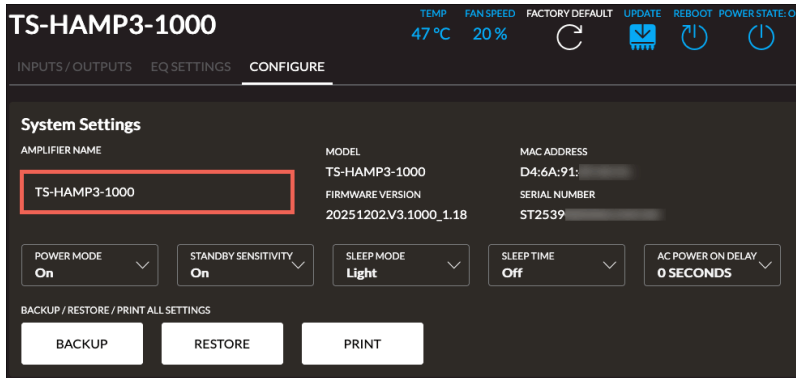 TS-HAMP3-1000
TEMP FAN SPEED FACTORY DEFAULT UPDATE REBOOT POWER STATE: O
47 °C 20 %
INPUTS / OUTPUTS EQ SETTINGS CONFIGURE
System Settings
AMPLIFIER NAME MODEL MAC ADDRESS
TS-HAMP3-1000 D4:6A:91:
TS-HAMP3-1000
FIRMWARE VERSION SERIAL NUMBER
20251202.V3.1000_1.18 ST2539
POWER MODE STANDBY SENSITIVITY SLEEP MODE SLEEP TIME AC POWER ON DELAY
On On Light Off 0 SECONDS
BACKUP / RESTORE / PRINT ALL SETTINGS
BACKUP RESTORE PRINT